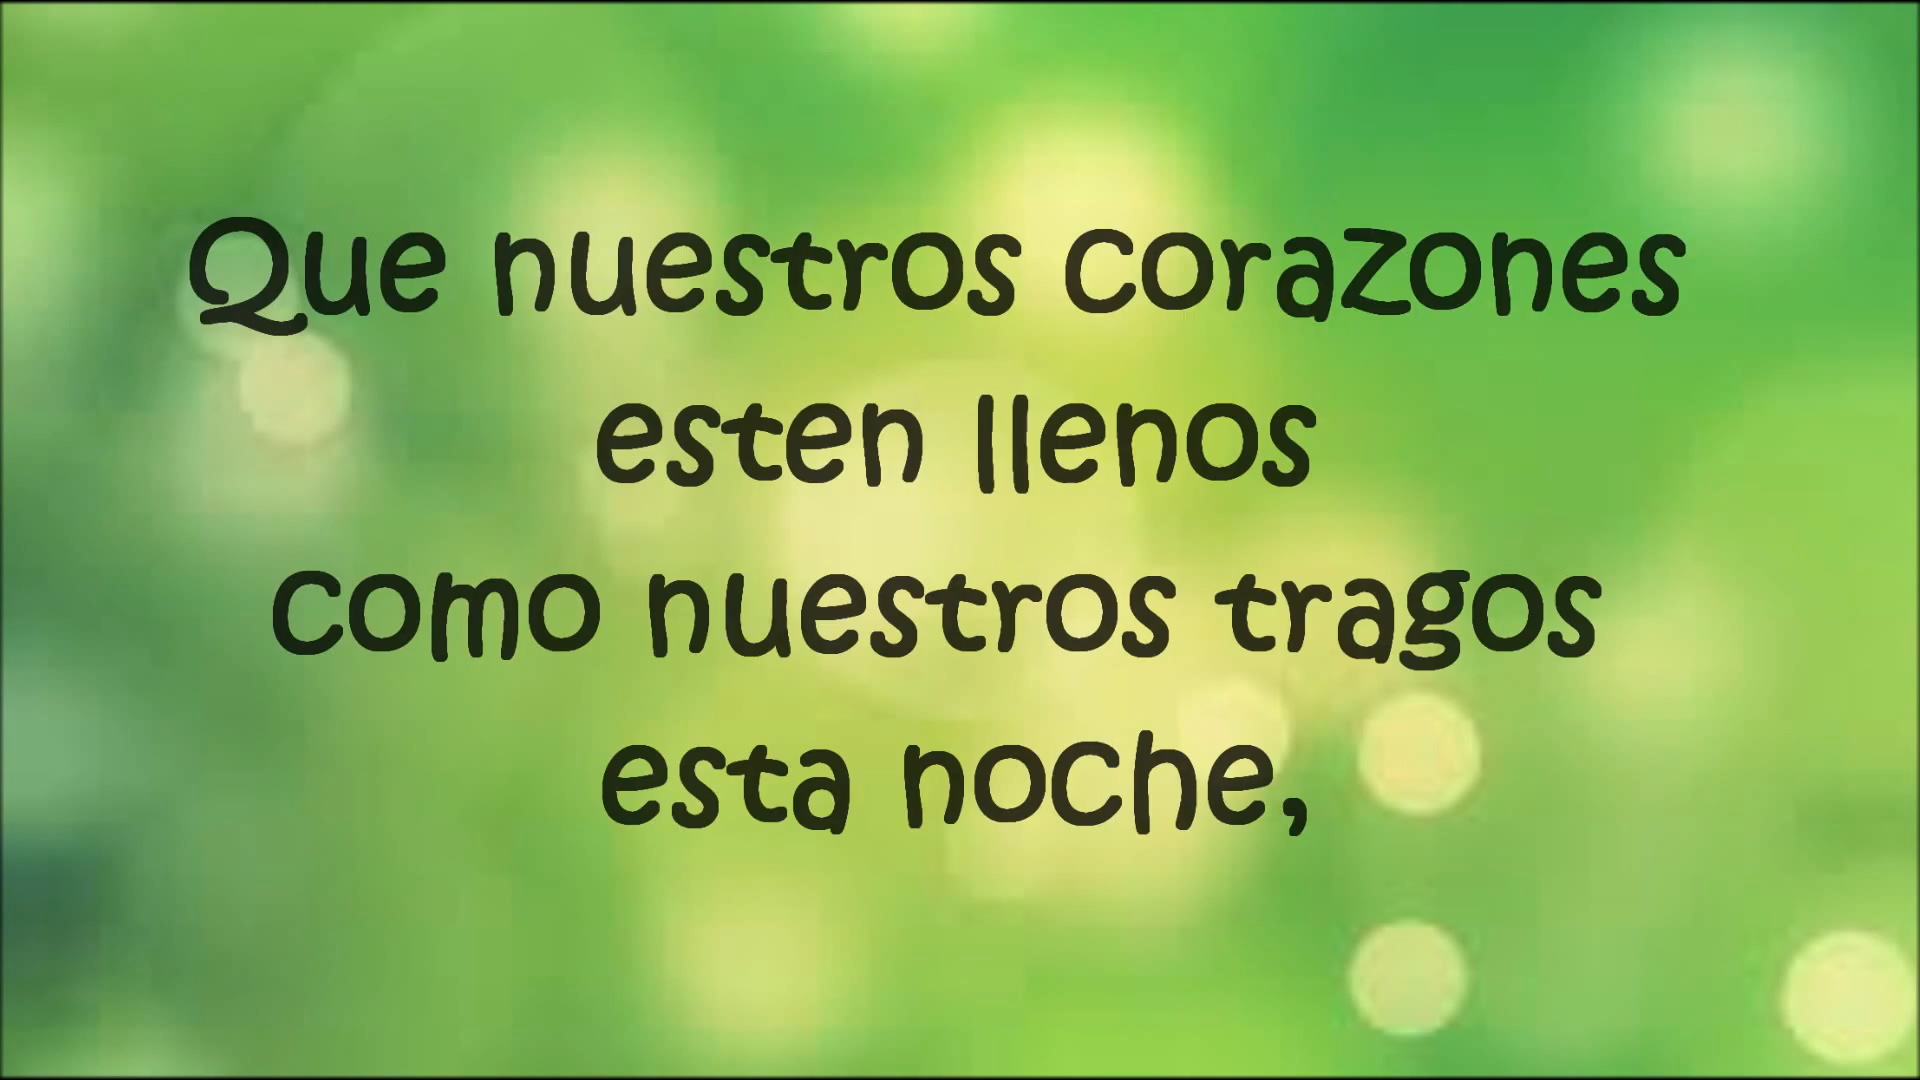 Que nuestros corazones
esten llenos
como nuestros tragos
esta noche,